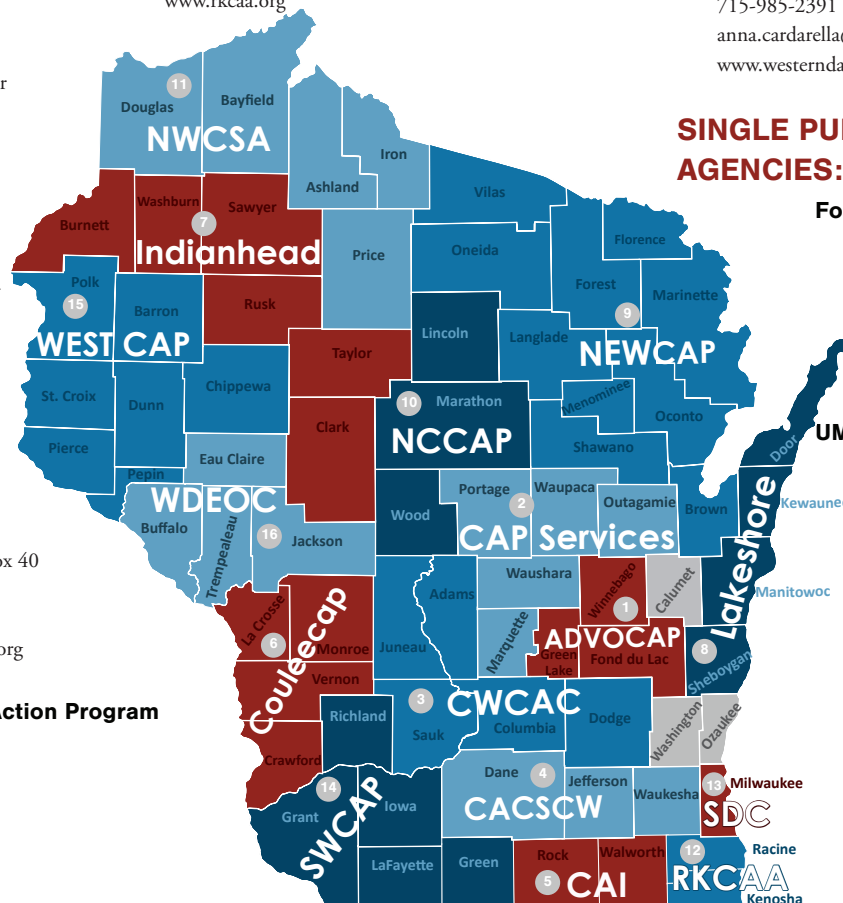 www.rkcaa.org
715-985-2391
anna.cardarella@
www.westernda
r
SINGLE PU
AGENCIES:
Fo
11
Douglas
Bayfield
NWCSA
Iron
Ashland
Vilas
Washburn
Sawyer
Burnett
7
Indianhead
Price
Oneida
Florence
Forest
Marinette
Polk
15
Barron
Rusk
9
WEST CAP
Lincoln
Langlade
NEWCAP
Taylor
St. Croix
Dunn
Chippewa
10
Marathon
Menominee
Oconto
Clark
NCCAP
UM
Pierce
Eau Claire
Shawano
Door
Pepin
WDEOC
Portage
Waupaca
2
Outagamie
Brown
Kewaune
Buffalo
Trempealeau
16
Jackson
Wood
CAP Services
Lakeshore
ox 40
Waushara
Winnebago
Calumet
Manitowoc
Adams
1
La Crosse
6
Monroe
Couleecap
Juneau
Marquette
ADVOCAP
Green
Lake
Fond du Lac
8
Sheboygan
org
Vernon
3
CWCAC
Action Program
Richland
Sauk
Columbia
Dodge
Washington
Ozaukee
Crawford
14
Grant
SWCAP
Iowa
Dane
4
Jefferson
Waukesha
13
Milwaukee
CACSCW
SDC
LaFayette
Green
Rock
Walworth
12
Racine
5
CAI
RKCAA
Kenosha